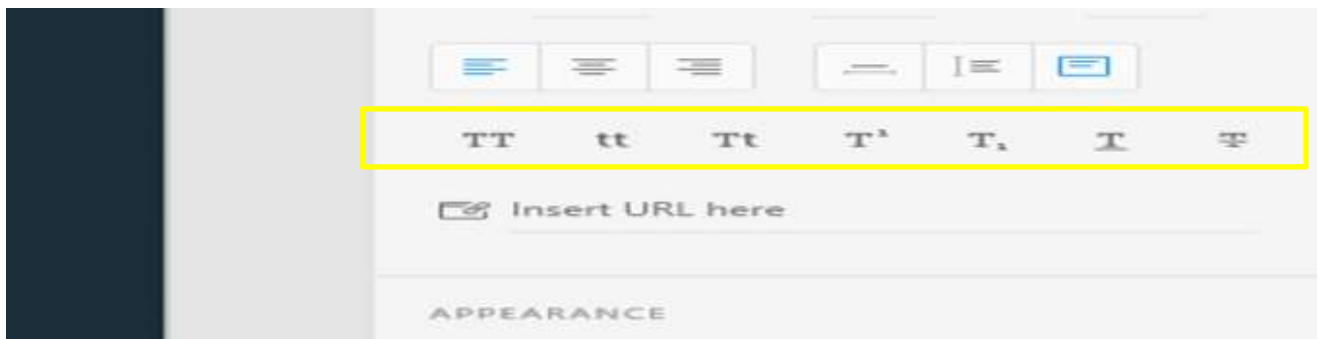 TT tt Tt T¹ T₁ T T
Insert URL here
APPEARANCE